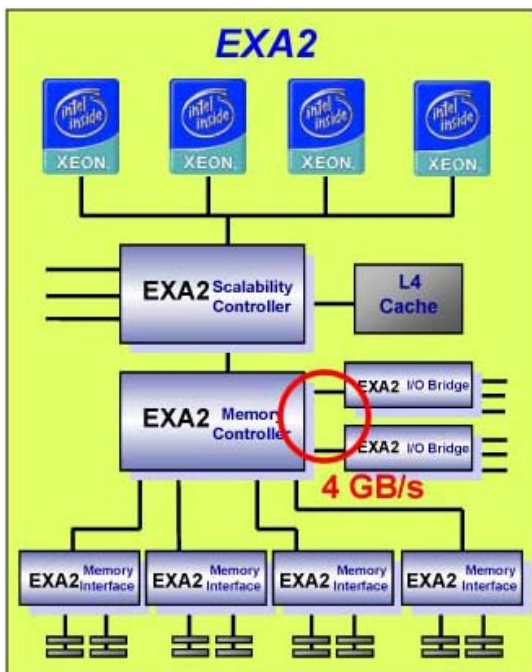 EXA2
intel inside
XEON
intel inside
XEON
intel inside
XEON
intel inside
XEON
EXA2 Scalability Controller
L4 Cache
EXA2 Memory Controller
EXA2 I/O Bridge
EXA2 I/O Bridge
4 GB/s
EXA2 Memory Interface
EXA2 Memory Interface
EXA2 Memory Interface
EXA2 Memory Interface